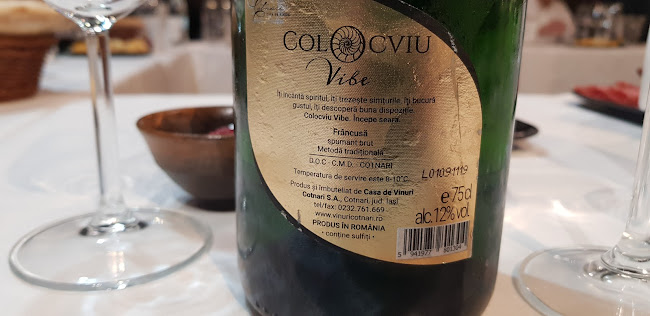 COLOCVIU
Vibe
Îți încântă spiritul, îți trezește simțurile, îți bucură
gustul, îți descoperă buna dispoziție.
Colocviu Vibe. Începe seara.
Frâncușă
spumant brut
Metodă tradițională
D.O.C - C.M.D. - COTNARI
Temperatura de servire este 8-10°C
L01091119
Produs și îmbuteliat de Casa de Vinuri
Cotnari S.A., Cotnari, jud. Iași
tel/fax: 0232.761.669
www.vinuricotnari.ro
PRODUS ÎN ROMÂNIA
• conține sulfiți •
e 75cl
alc.12% vol.